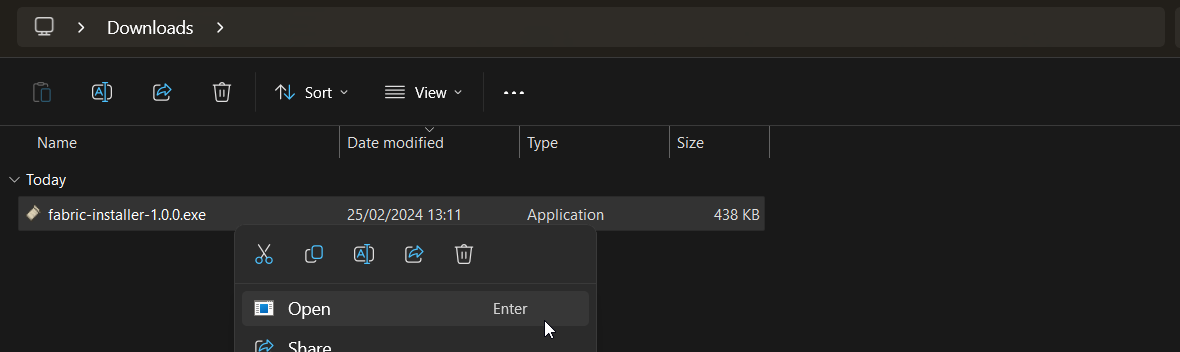 Downloads
Sort View
Name Date modified Type Size
Today
fabric-installer-1.0.0.exe 25/02/2024 13:11 Application 438 KB
Open Enter
Share